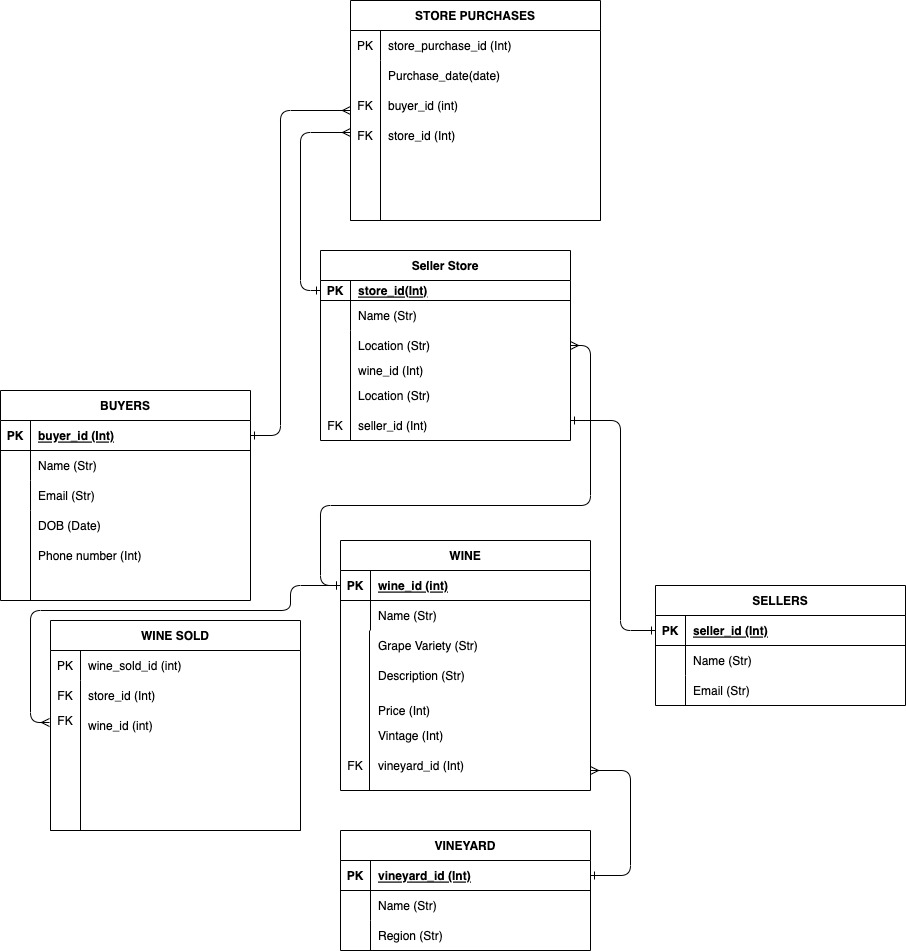 STORE PURCHASES
PK store_purchase_id (Int)
Purchase_date(date)
FK buyer_id (int)
FK store_id (Int)
Seller Store
PK store_id(Int)
Name (Str)
Location (Str)
wine_id (Int)
Location (Str)
FK seller_id (Int)
BUYERS
PK buyer_id (Int)
Name (Str)
Email (Str)
DOB (Date)
Phone number (Int)
WINE
PK wine_id (int)
Name (Str)
Grape Variety (Str)
Description (Str)
Price (Int)
Vintage (Int)
FK vineyard_id (Int)
SELLERS
PK seller_id (Int)
Name (Str)
Email (Str)
WINE SOLD
PK wine_sold_id (int)
FK store_id (Int)
FK wine_id (int)
VINEYARD
PK vineyard_id (Int)
Name (Str)
Region (Str)